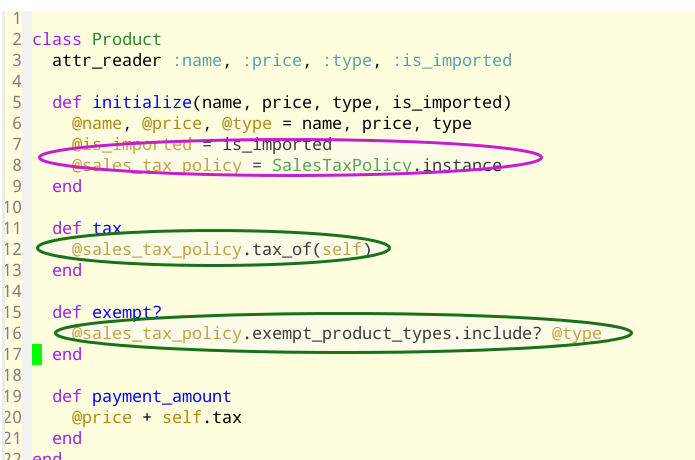 1
2 class Product
3   attr_reader :name, :price, :type, :is_imported
4
5   def initialize(name, price, type, is_imported)
6     @name, @price, @type = name, price, type
7     @is_imported = is_imported
8     @sales_tax_policy = SalesTaxPolicy.instance
9   end
10
11   def tax
12     @sales_tax_policy.tax_of(self)
13   end
14
15   def exempt?
16     @sales_tax_policy.exempt_product_types.include? @type
17   end
18
19   def payment_amount
20     @price + self.tax
21   end
22 end